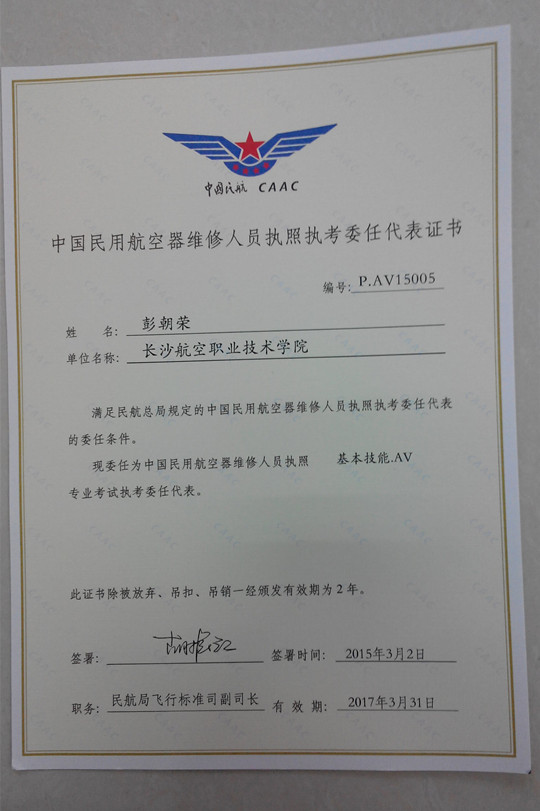 中国民航 CAAC
中国民用航空器维修人员执照执考委任代表证书
编号: P.AV15005
姓 名: 彭朝荣
单位名称: 长沙航空职业技术学院
满足民航总局规定的中国民用航空器维修人员执照执考委任代表
的委任条件。
现委任为中国民用航空器维修人员执照 基本技能.AV
专业考试执考委任代表。
此证书除被放弃、吊扣、吊销一经颁发有效期为 2 年。
签署: 签署时间: 2015年3月2日
职务: 民航局飞行标准司副司长 有 效 期: 2017年3月31日